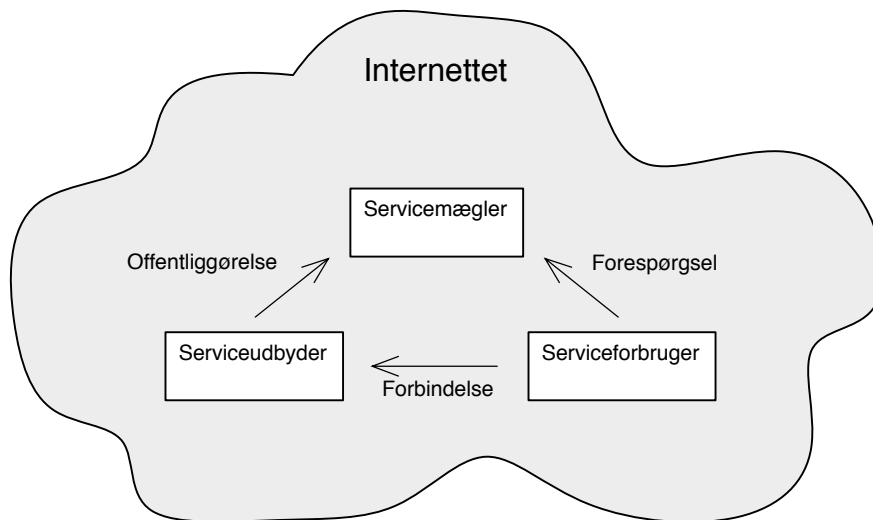 Internettet
Servicemægler
Offentliggørelse
Forespørgsel
Serviceudbyder
Serviceforbruger
Forbindelse